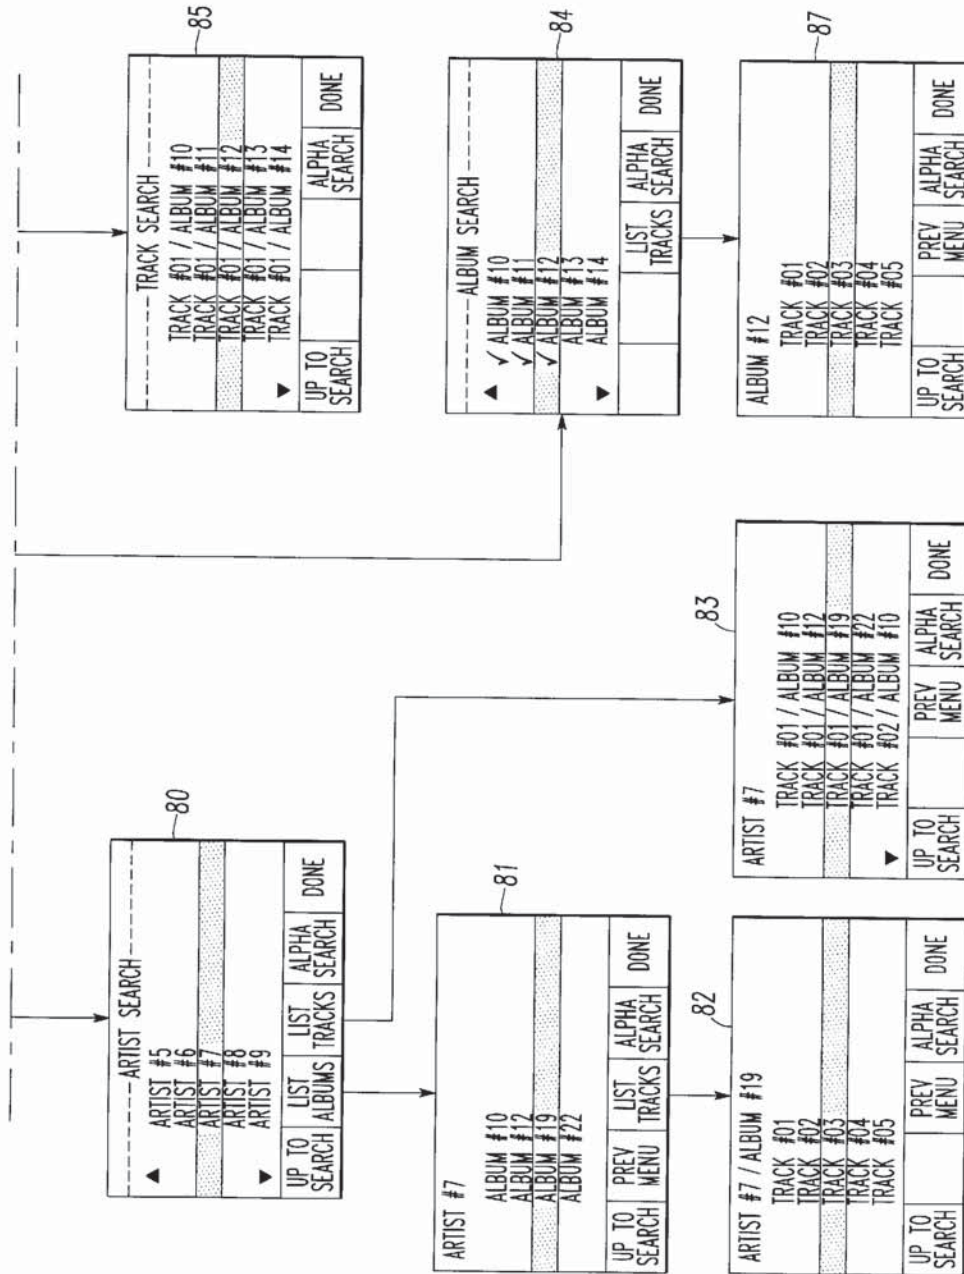 80
ARTIST SEARCH
ARTIST #5
ARTIST #6
ARTIST #7
ARTIST #8
ARTIST #9
UP TO SEARCH
LIST ALBUMS
LIST TRACKS
ALPHA SEARCH
DONE
81
ARTIST #7
ALBUM #10
ALBUM #12
ALBUM #19
ALBUM #22
UP TO SEARCH
PREV MENU
LIST TRACKS
ALPHA SEARCH
DONE
82
ARTIST #7 / ALBUM #19
TRACK #01
TRACK #02
TRACK #03
TRACK #04
TRACK #05
UP TO SEARCH
PREV MENU
ALPHA SEARCH
DONE
83
ARTIST #7
TRACK #01 / ALBUM #10
TRACK #01 / ALBUM #12
TRACK #01 / ALBUM #19
TRACK #01 / ALBUM #22
TRACK #02 / ALBUM #10
UP TO SEARCH
PREV MENU
ALPHA SEARCH
DONE
85
TRACK SEARCH
TRACK #01 / ALBUM #10
TRACK #01 / ALBUM #11
TRACK #01 / ALBUM #12
TRACK #01 / ALBUM #13
TRACK #01 / ALBUM #14
UP TO SEARCH
ALPHA SEARCH
DONE
84
ALBUM SEARCH
✓ ALBUM #10
✓ ALBUM #11
✓ ALBUM #12
ALBUM #13
ALBUM #14
LIST TRACKS
ALPHA SEARCH
DONE
87
ALBUM #12
TRACK #01
TRACK #02
TRACK #03
TRACK #04
TRACK #05
UP TO SEARCH
PREV MENU
ALPHA SEARCH
DONE